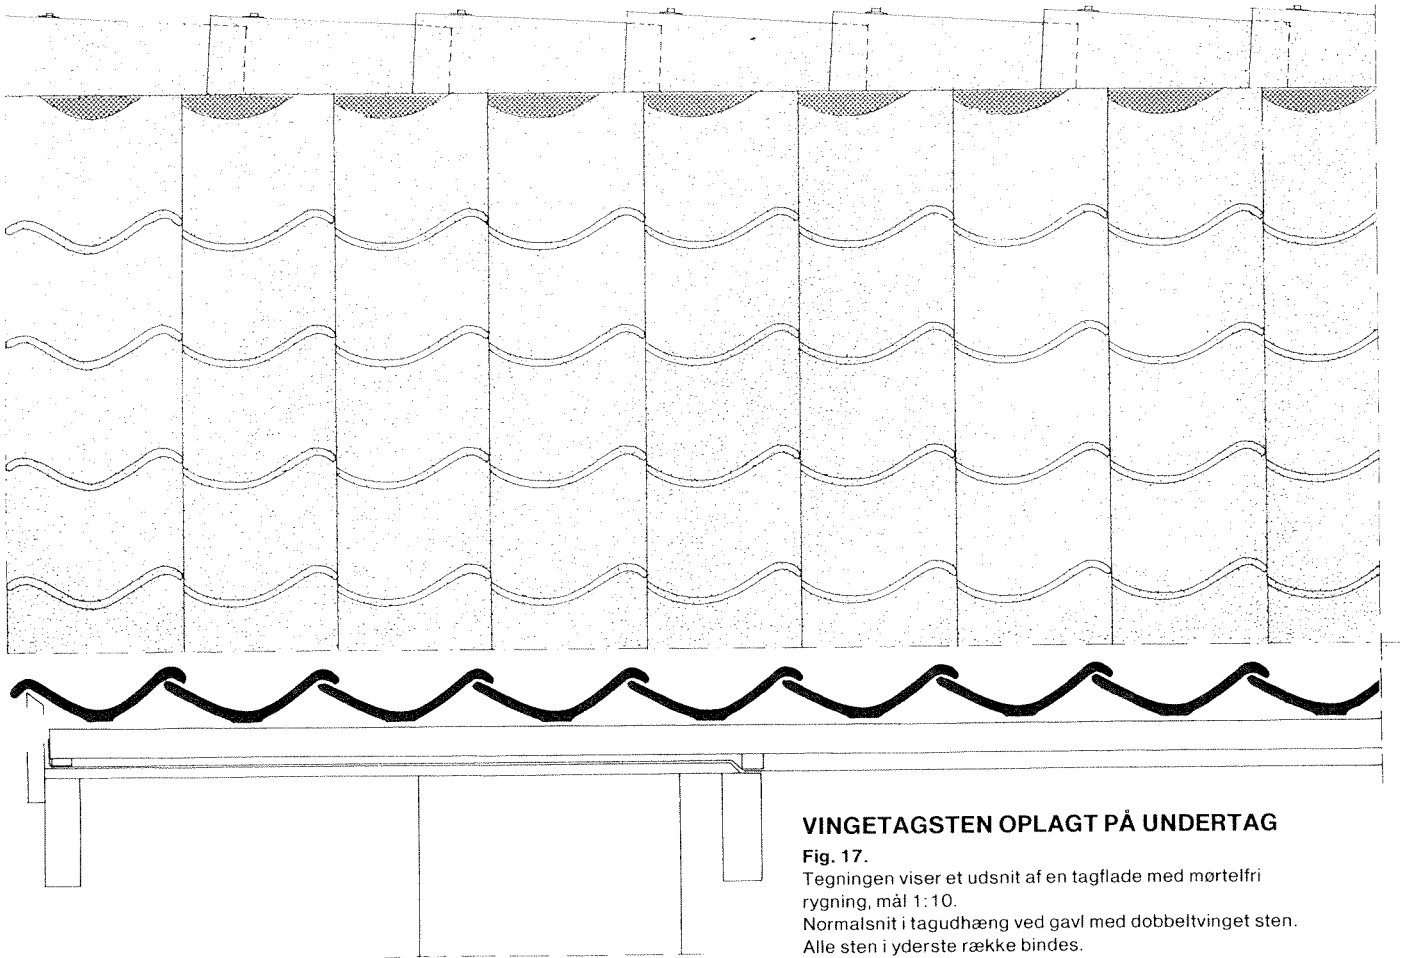 VINGETAGSTEN OPLAGT PÅ UNDERTAG
Fig. 17.
Tegningen viser et udsnit af en tagflade med mørtelfri
rygning, mål 1:10.
Normalsnit i tagudhæng ved gavl med dobbeltvinget sten.
Alle sten i yderste række bindes.